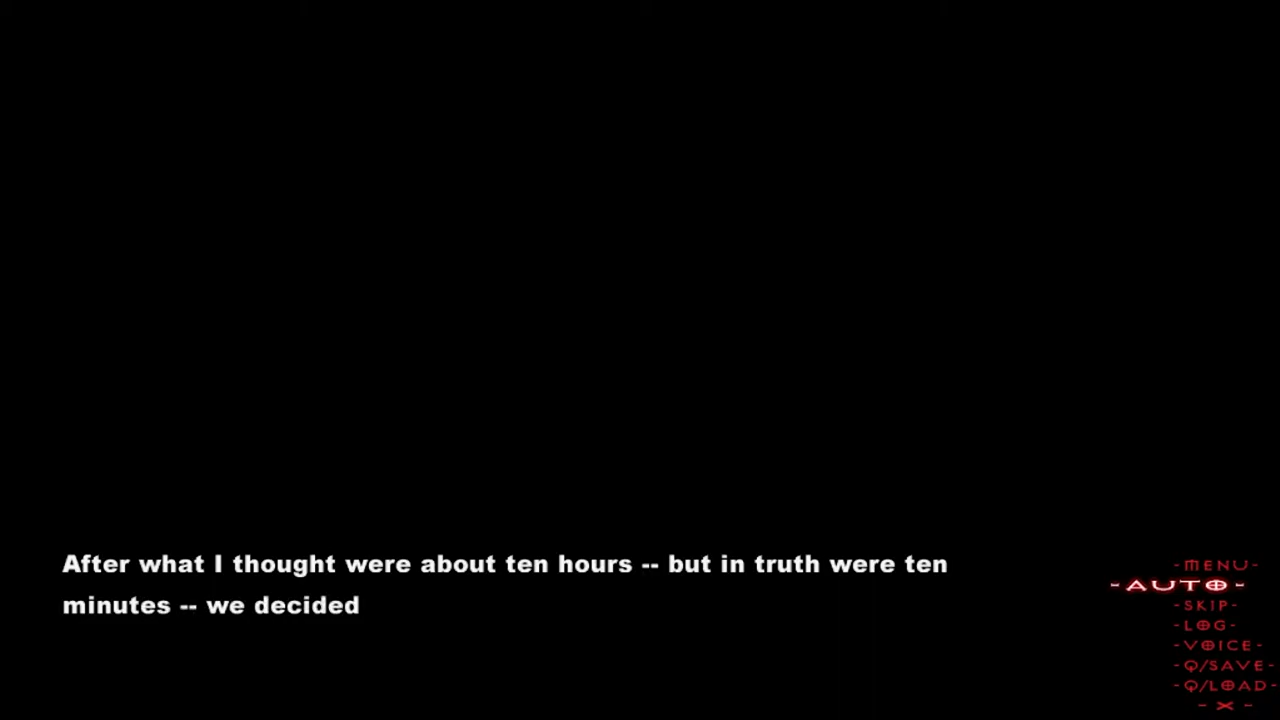 After what I thought were about ten hours -- but in truth were ten
minutes -- we decided
-MENU-
-AUTO-
-SKIP-
-LOG-
-VOICE-
-Q/SAVE-
-Q/LOAD-
-X-